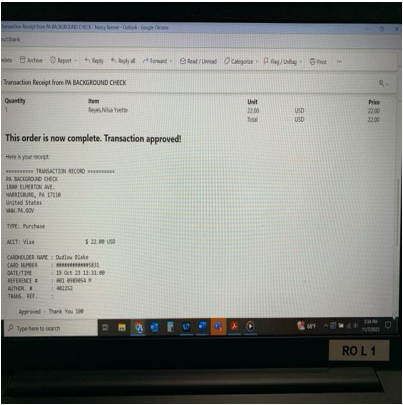 Transaction Receipt from PA BACKGROUND CHECK - Nancy Benner - Outlook - Google Chrome
outblank
elete Archive Report Reply Reply all Forward Read / Unread Categorize Flag / Unflag Print ...
Transaction Receipt from PA BACKGROUND CHECK
Quantity Item Unit Price
1 Reyes,Nilsa Yvette 22.00 USD 22.00
Total USD 22.00
This order is now complete. Transaction approved!
Here is your receipt:
========== TRANSACTION RECORD ==========
PA BACKGROUND CHECK
1800 ELMERTON AVE.
HARRISBURG, PA 17110
United States
WWW.PA.GOV
TYPE: Purchase
ACCT: Visa $ 22.00 USD
CARDHOLDER NAME : Dudlow Blake
CARD NUMBER : ############5831
DATE/TIME : 19 Oct 23 13:31:00
REFERENCE # : 001 0989054 M
AUTHOR. # : 402252
TRANS. REF. :
Approved - Thank You 100
Type here to search
68°F
RO L 1